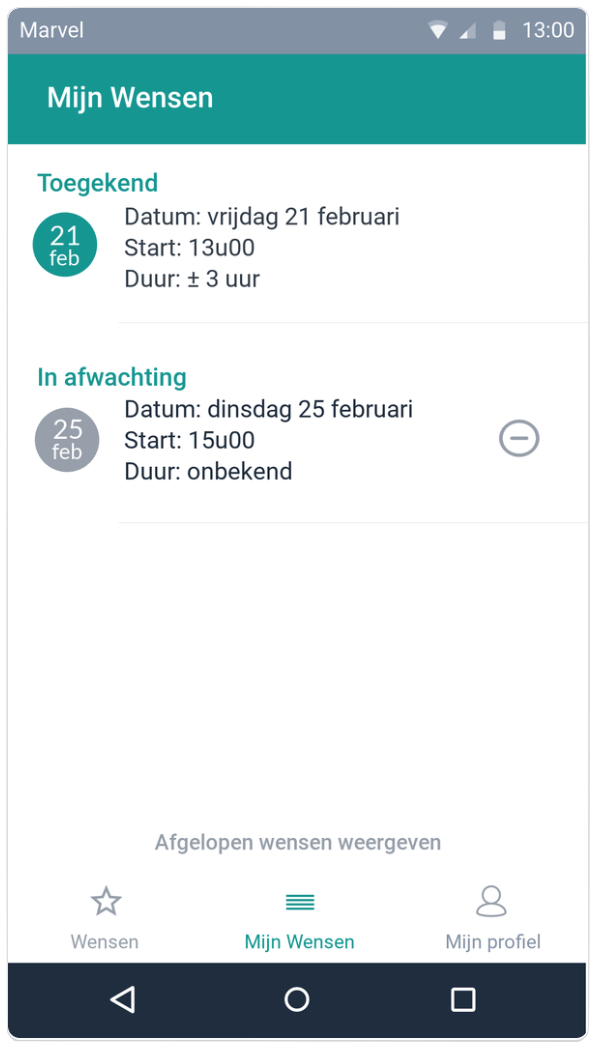 Marvel 13:00
Mijn Wensen
Toegekend
21
feb
Datum: vrijdag 21 februari
Start: 13u00
Duur: ± 3 uur
In afwachting
25
feb
Datum: dinsdag 25 februari
Start: 15u00
Duur: onbekend
Afgelopen wensen weergeven
Wensen Mijn Wensen Mijn profiel